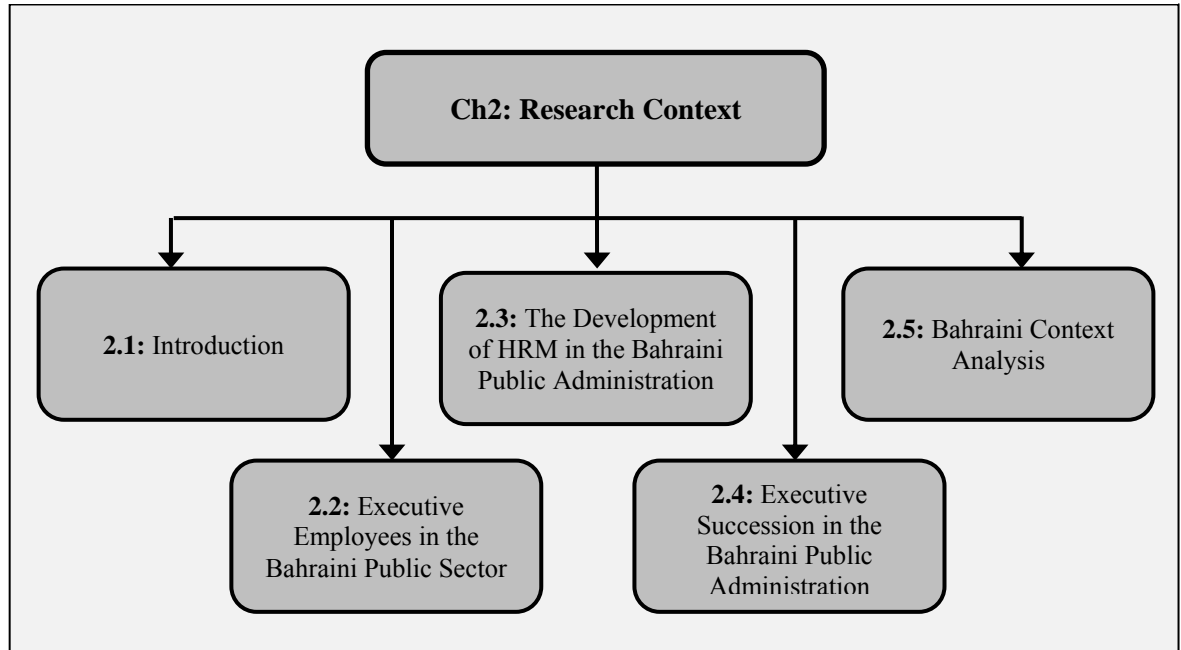 Ch2: Research Context
2.1: Introduction
2.2: Executive
Employees in the
Bahraini Public Sector
2.3: The Development
of HRM in the Bahraini
Public Administration
2.4: Executive
Succession in the
Bahraini Public
Administration
2.5: Bahraini Context
Analysis